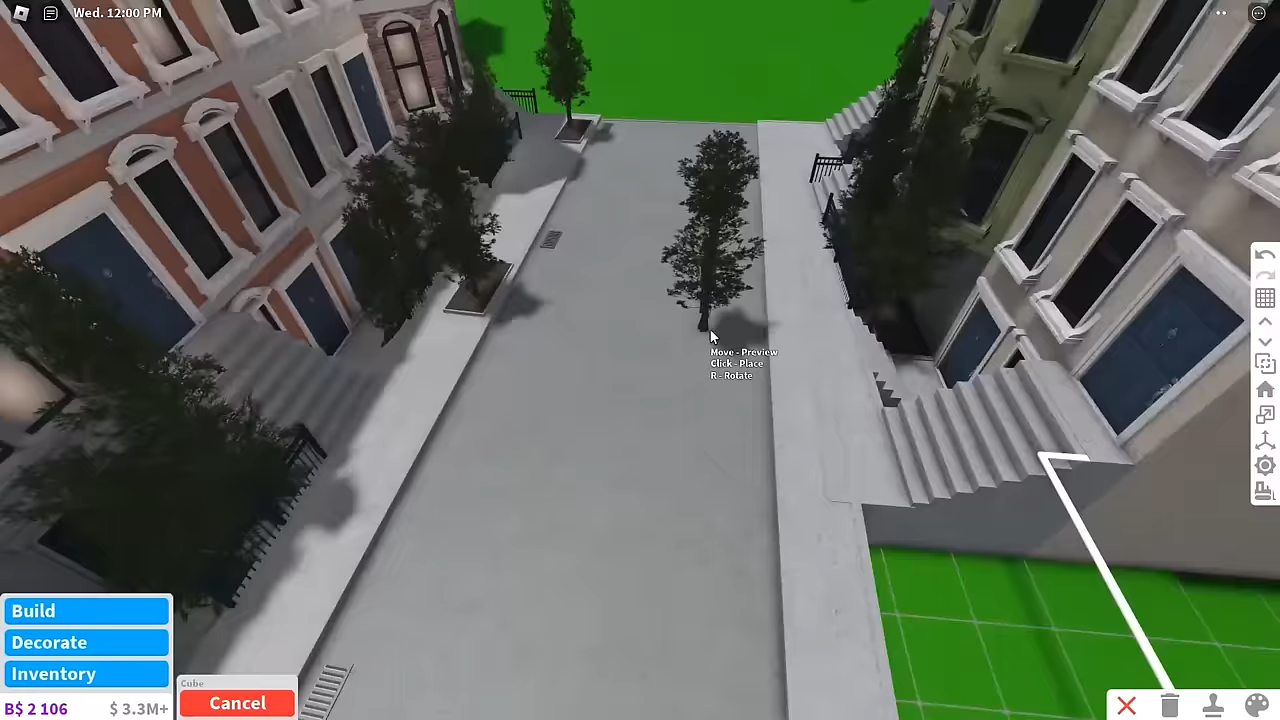 Wed. 12:00 PM
Move - Preview
Click - Place
R - Rotate
Build
Decorate
Inventory
B$ 2 106
$ 3.3M+
Cube
Cancel